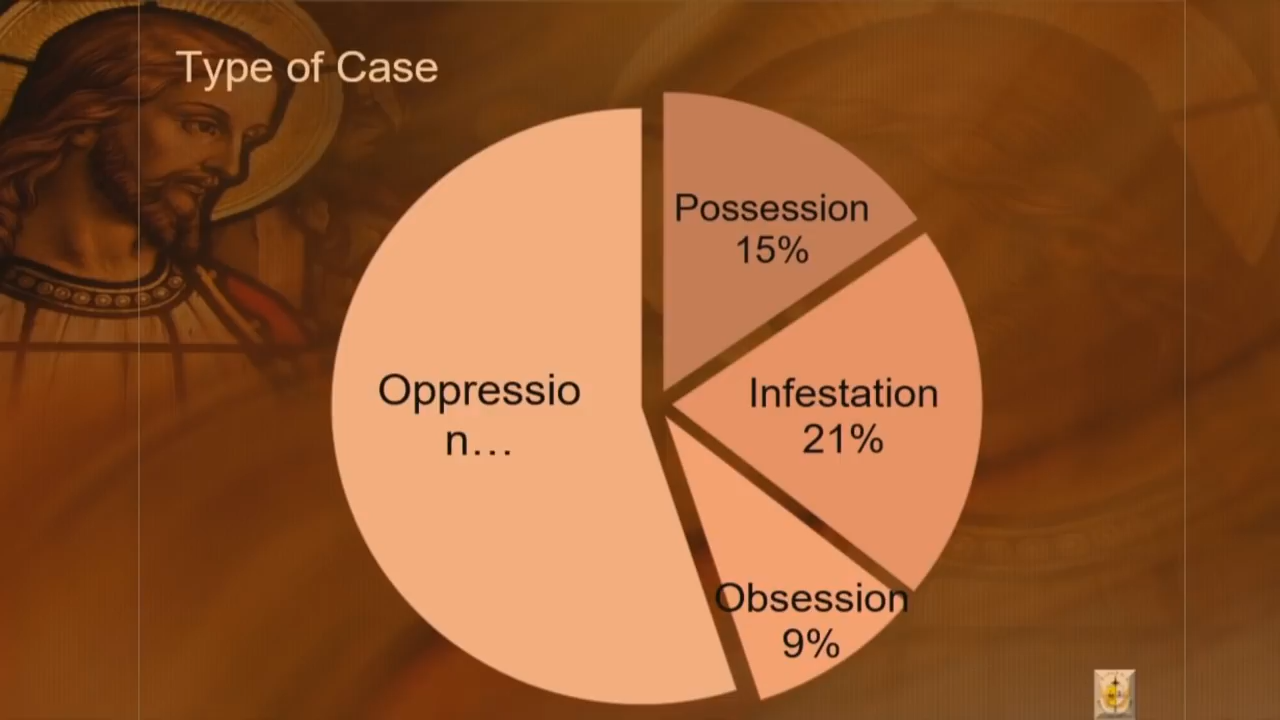 Type of Case
Possession
15%
Infestation
21%
Oppressio
n…
Obsession
9%